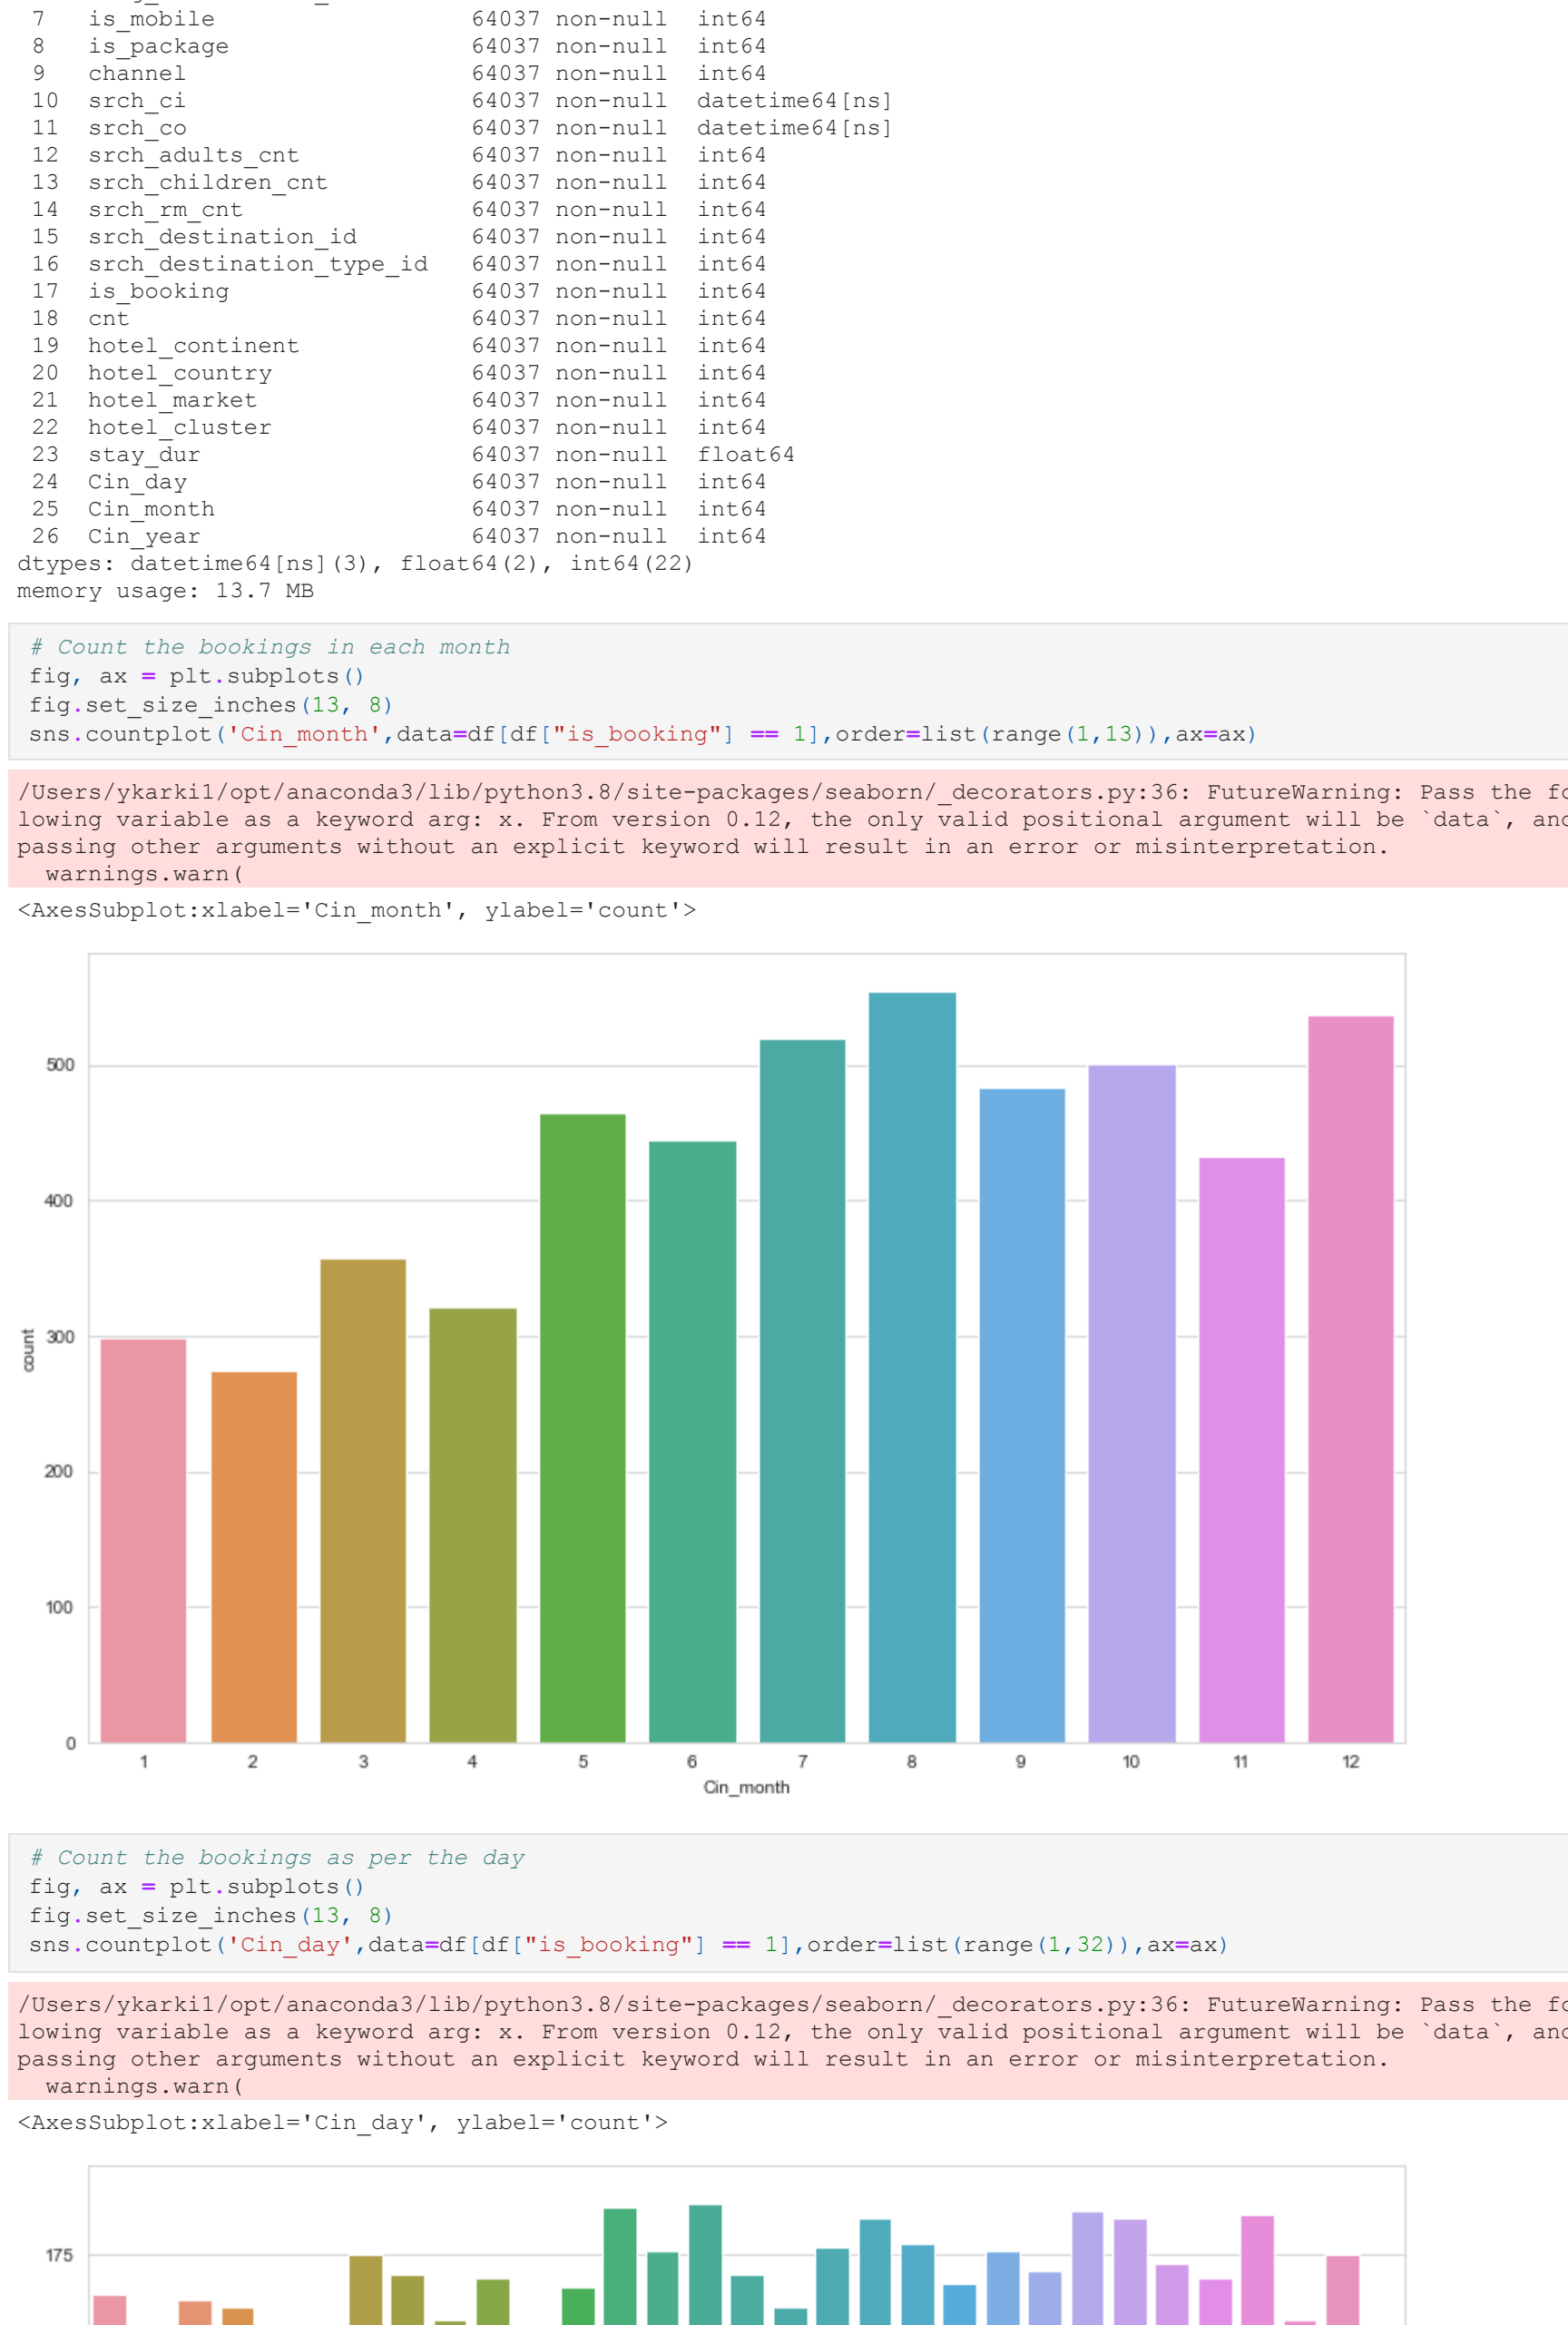 7   is_mobile                  64037 non-null  int64
8   is_package                 64037 non-null  int64
9   channel                    64037 non-null  int64
10  srch_ci                    64037 non-null  datetime64[ns]
11  srch_co                    64037 non-null  datetime64[ns]
12  srch_adults_cnt            64037 non-null  int64
13  srch_children_cnt          64037 non-null  int64
14  srch_rm_cnt                64037 non-null  int64
15  srch_destination_id        64037 non-null  int64
16  srch_destination_type_id   64037 non-null  int64
17  is_booking                 64037 non-null  int64
18  cnt                        64037 non-null  int64
19  hotel_continent            64037 non-null  int64
20  hotel_country              64037 non-null  int64
21  hotel_market               64037 non-null  int64
22  hotel_cluster              64037 non-null  int64
23  stay_dur                   64037 non-null  float64
24  Cin_day                    64037 non-null  int64
25  Cin_month                  64037 non-null  int64
26  Cin_year                   64037 non-null  int64
dtypes: datetime64[ns](3), float64(2), int64(22)
memory usage: 13.7 MB
# Count the bookings in each month
fig, ax = plt.subplots()
fig.set_size_inches(13, 8)
sns.countplot('Cin_month',data=df[df["is_booking"] == 1],order=list(range(1,13)),ax=ax)
/Users/ykarki1/opt/anaconda3/lib/python3.8/site-packages/seaborn/_decorators.py:36: FutureWarning: Pass the fo
lowing variable as a keyword arg: x. From version 0.12, the only valid positional argument will be `data`, and
passing other arguments without an explicit keyword will result in an error or misinterpretation.
warnings.warn(
<AxesSubplot:xlabel='Cin_month', ylabel='count'>
500
400
300
200
100
0
count
1 2 3 4 5 6 7 8 9 10 11 12
Cin_month
# Count the bookings as per the day
fig, ax = plt.subplots()
fig.set_size_inches(13, 8)
sns.countplot('Cin_day',data=df[df["is_booking"] == 1],order=list(range(1,32)),ax=ax)
/Users/ykarki1/opt/anaconda3/lib/python3.8/site-packages/seaborn/_decorators.py:36: FutureWarning: Pass the fo
lowing variable as a keyword arg: x. From version 0.12, the only valid positional argument will be `data`, and
passing other arguments without an explicit keyword will result in an error or misinterpretation.
warnings.warn(
<AxesSubplot:xlabel='Cin_day', ylabel='count'>
175